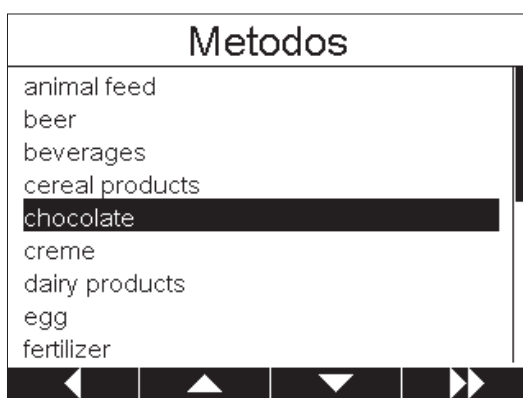 Metodos
animal feed
beer
beverages
cereal products
chocolate
creme
dairy products
egg
fertilizer